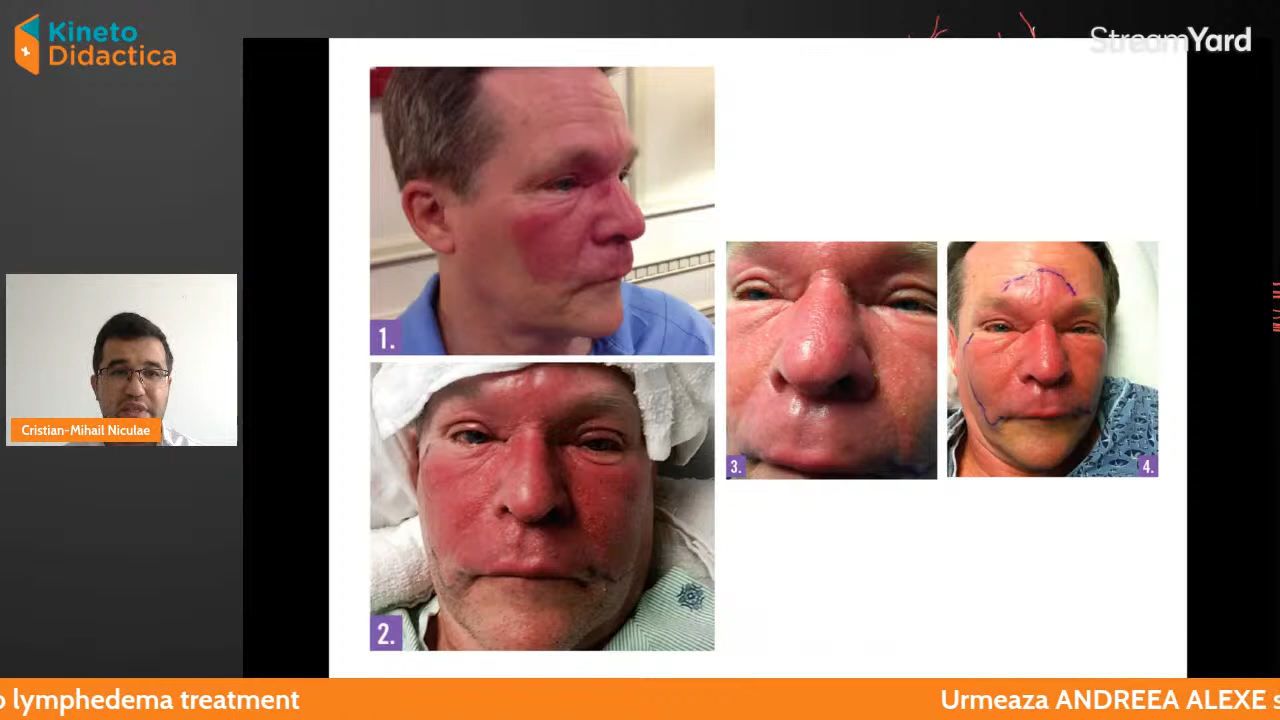 Kineto
Didactica
StreamYard
1.
2.
3.
4.
Cristian-Mihail Niculae
lymphedema treatment
Urmeaza ANDREEA ALEXE